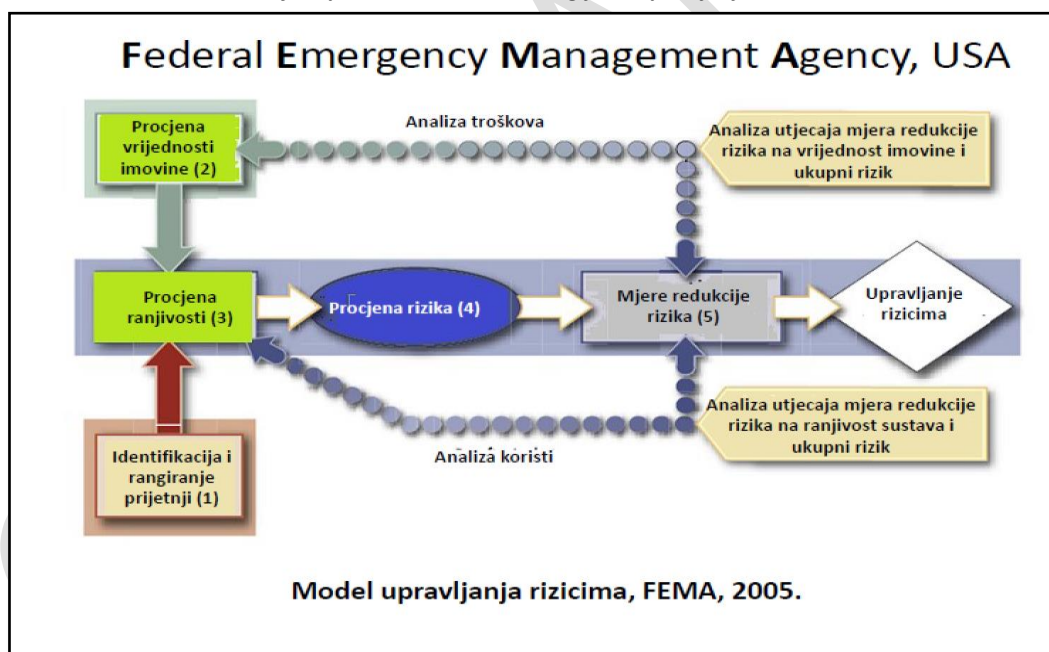 Federal Emergency Management Agency, USA
Procjena
vrijednosti
imovine (2)
Analiza troškova
Analiza utjecaja mjera redukcije
rizika na vrijednost imovine i
ukupni rizik
Procjena
ranjivosti (3)
Procjena rizika (4)
Mjere redukcije
rizika (5)
Upravljanje
rizicima
Identifikacija i
rangiranje
prijetnji (1)
Analiza koristi
Analiza utjecaja mjera redukcije
rizika na ranjivost sustava i
ukupni rizik
Model upravljanja rizicima, FEMA, 2005.